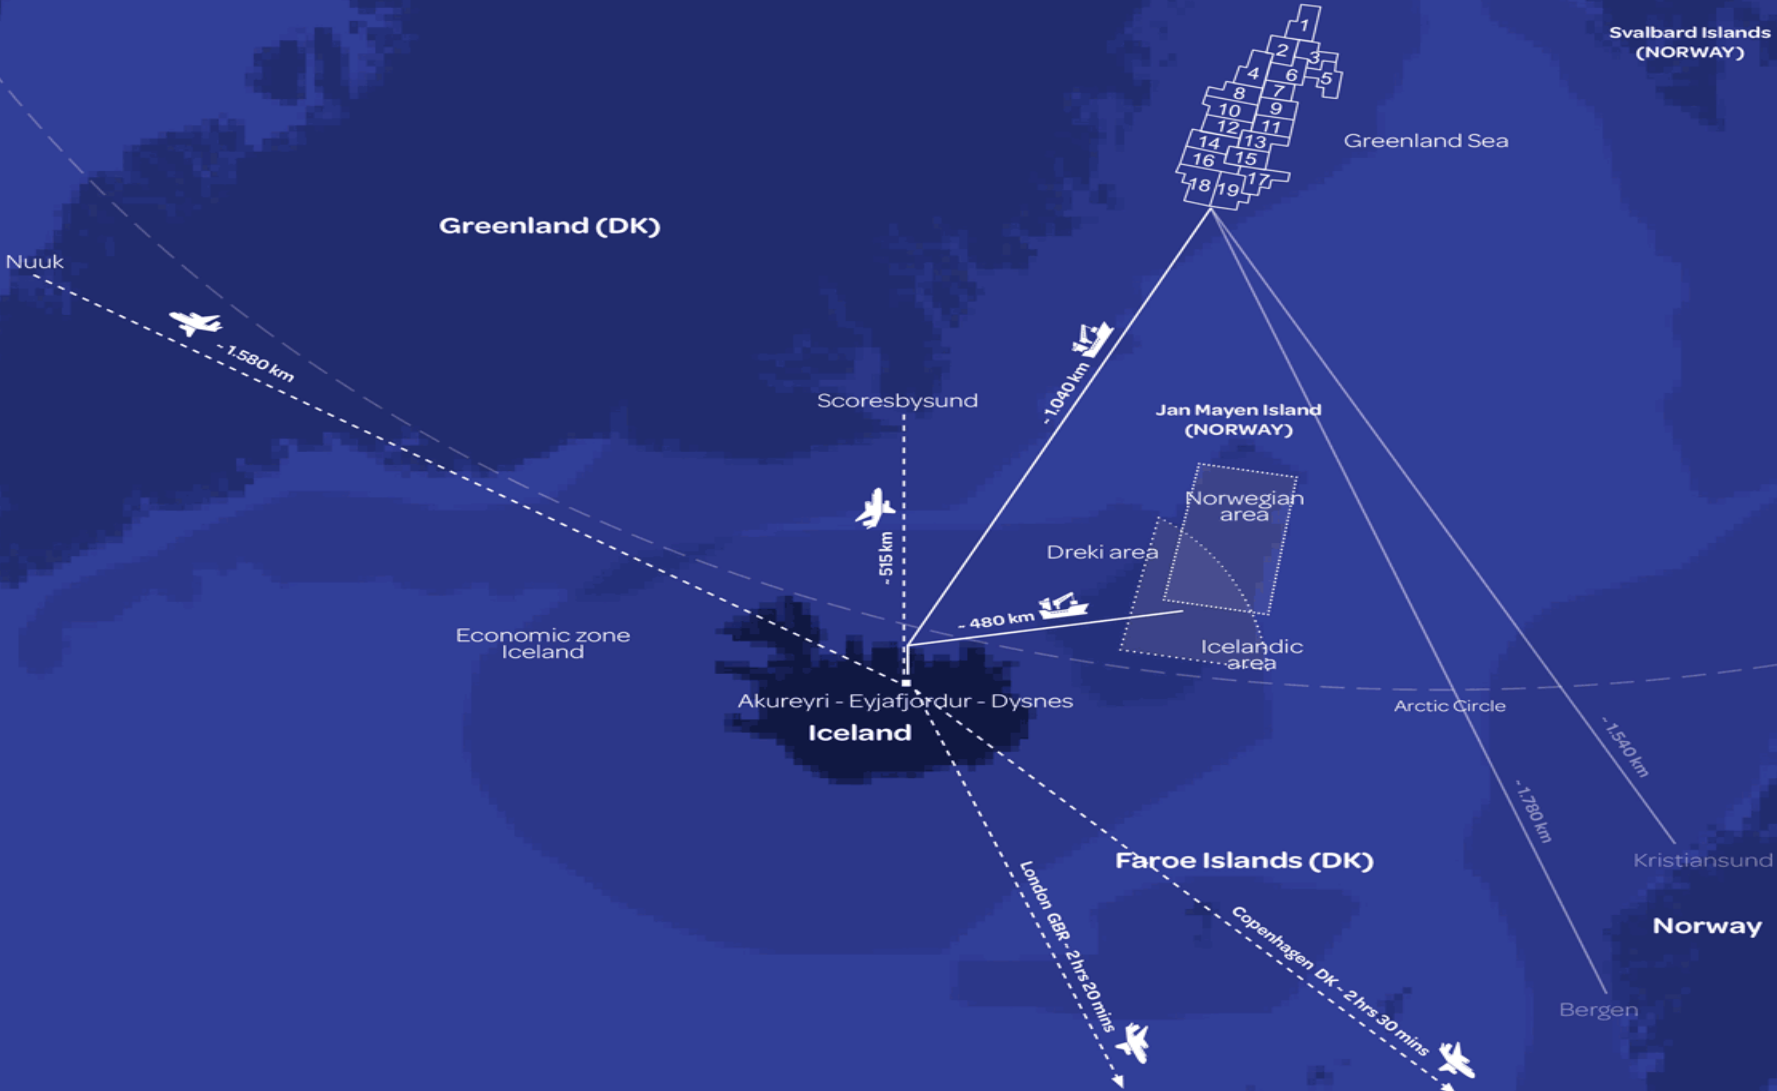 1
Svalbard Islands
(NORWAY)
2
3
4
6
5
8
7
10
9
12
11
14
13
Greenland Sea
16
15
18
19
17
Greenland (DK)
Nuuk
~ 1.580 km
~ 1.040 km
Scoresbysund
Jan Mayen Island
(NORWAY)
Norwegian
area
~ 515 km
Dreki area
~ 480 km
Economic zone
Iceland
Icelandic
area
Akureyri - Eyjafjördur - Dysnes
Arctic Circle
Iceland
~ 1.540 km
~ 1.780 km
Faroe Islands (DK)
Kristiansund
London GBR - 2 hrs 20 mins
Copenhagen DK - 2 hrs 30 mins
Norway
Bergen